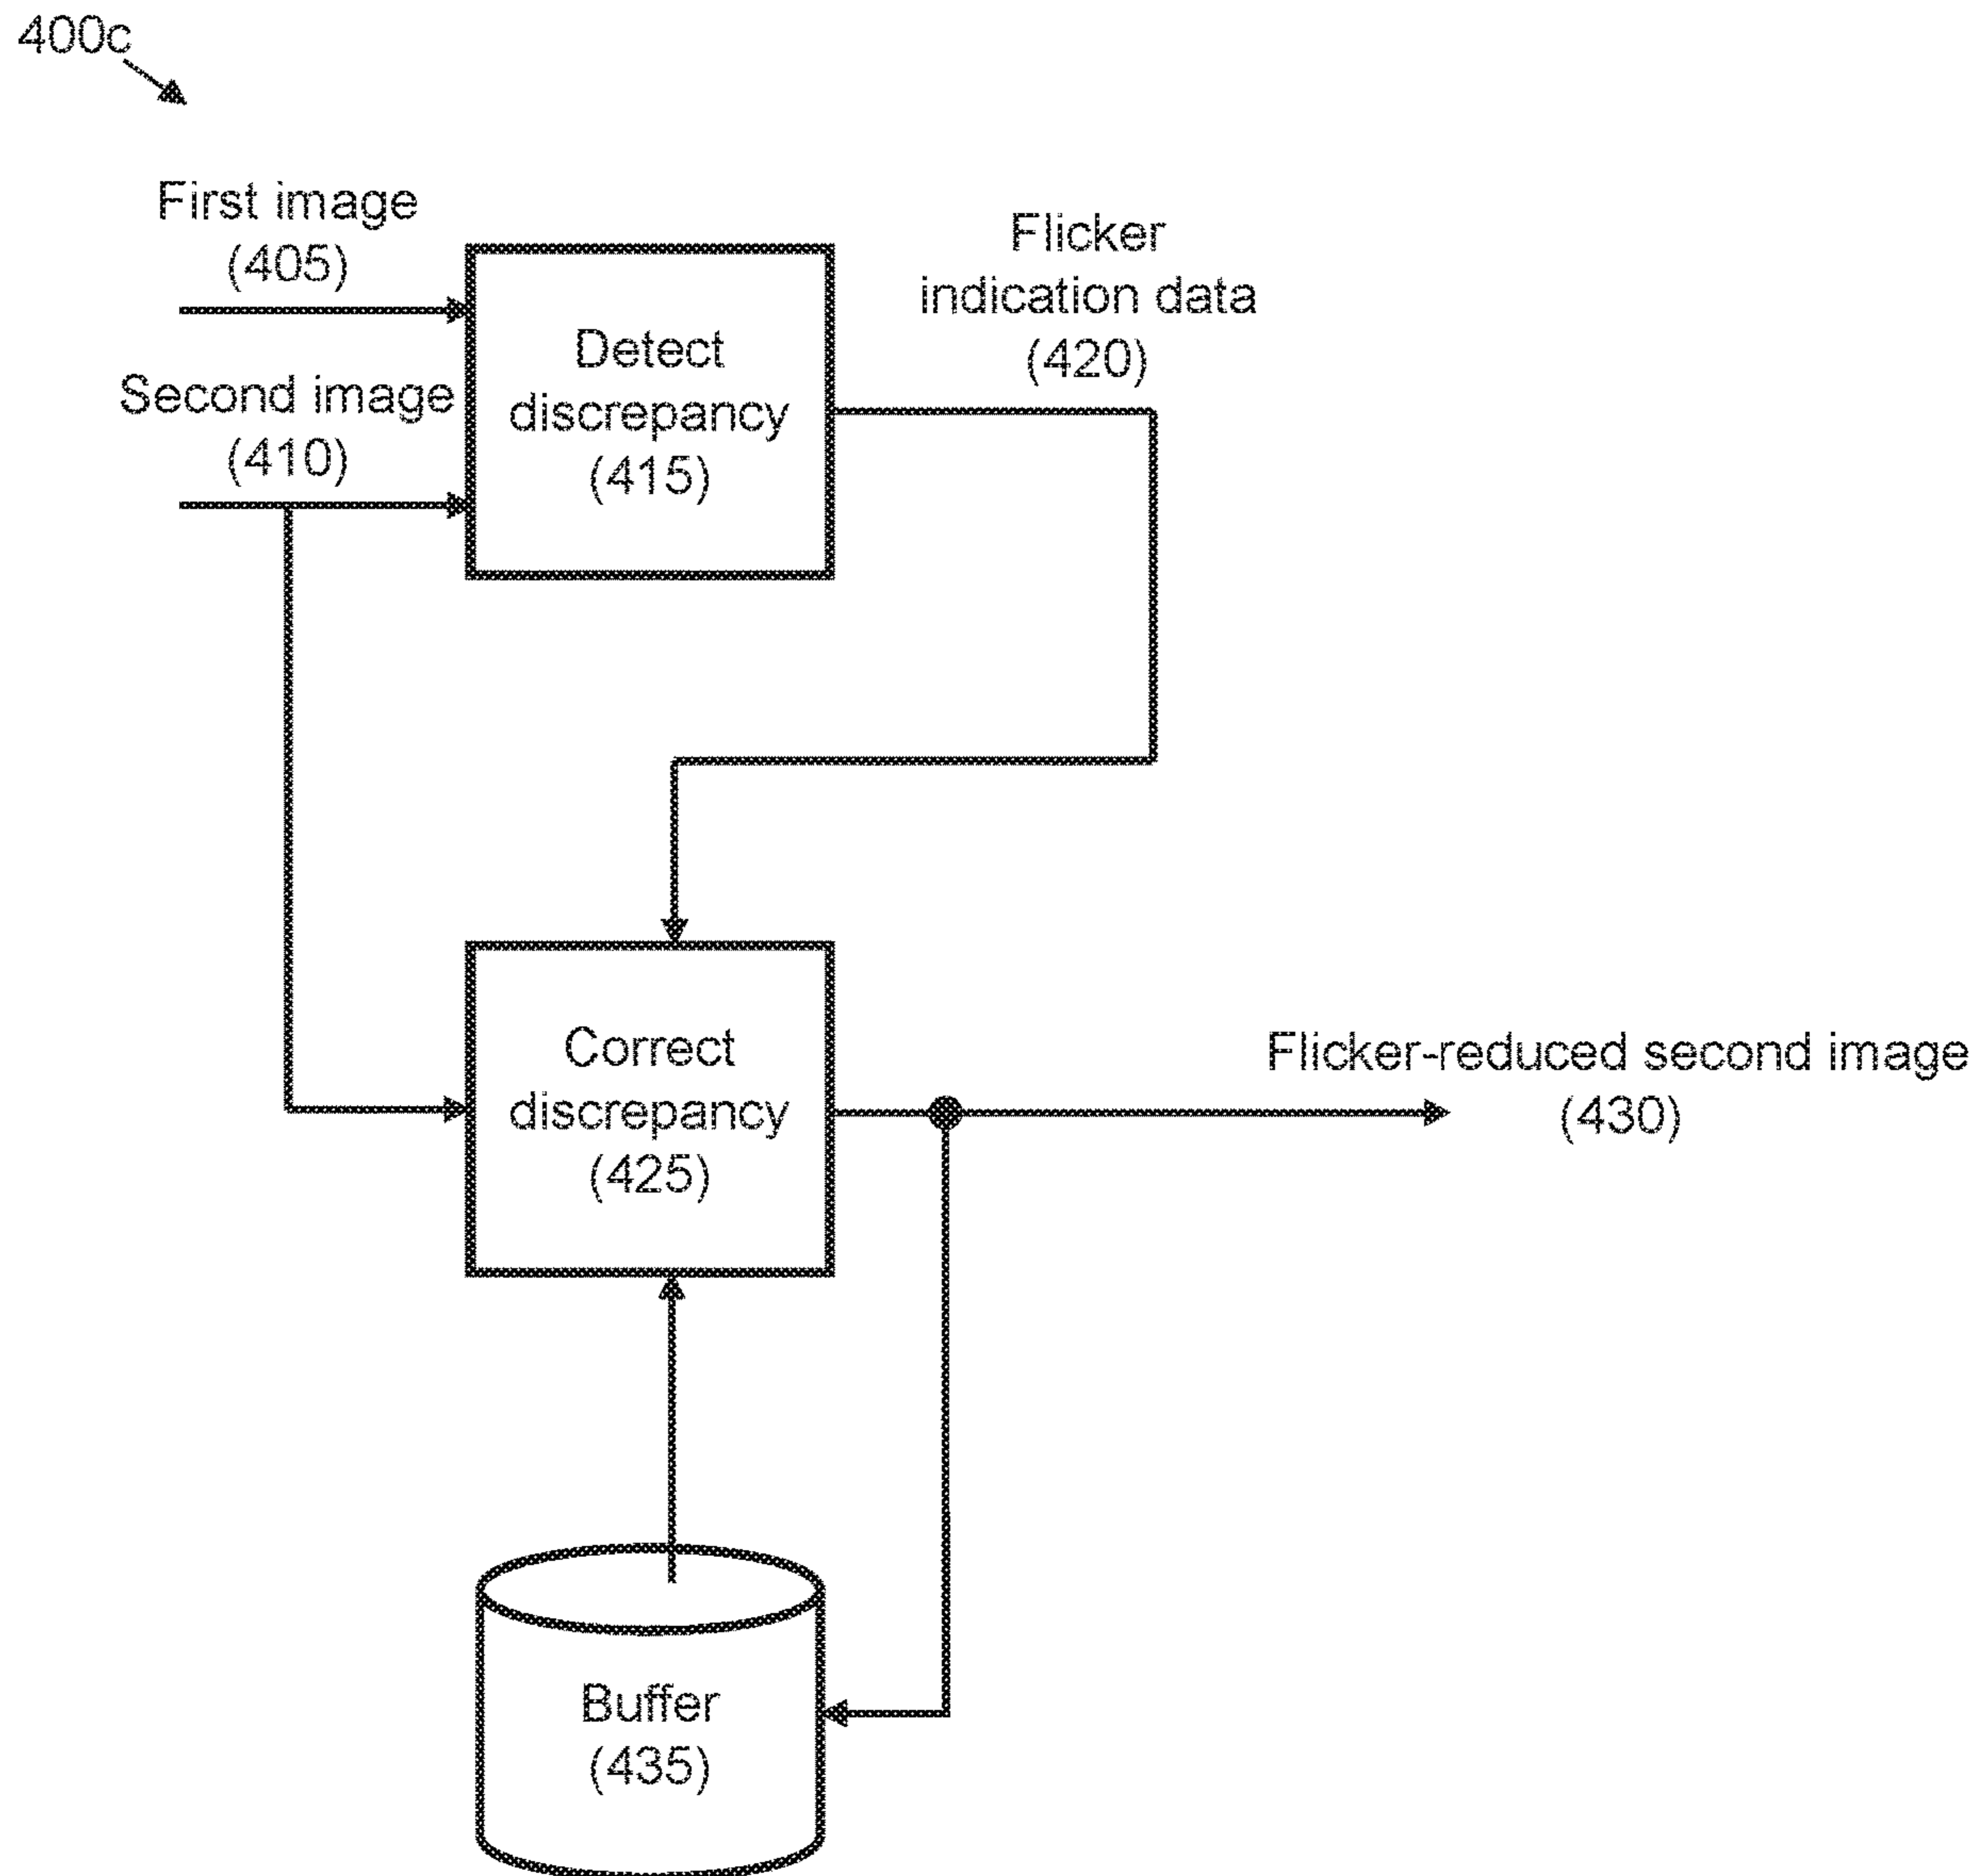 400c
First image
(405)
Second image
(410)
Detect
discrepancy
(415)
Flicker
indication data
(420)
Correct
discrepancy
(425)
Flicker-reduced second image
(430)
Buffer
(435)